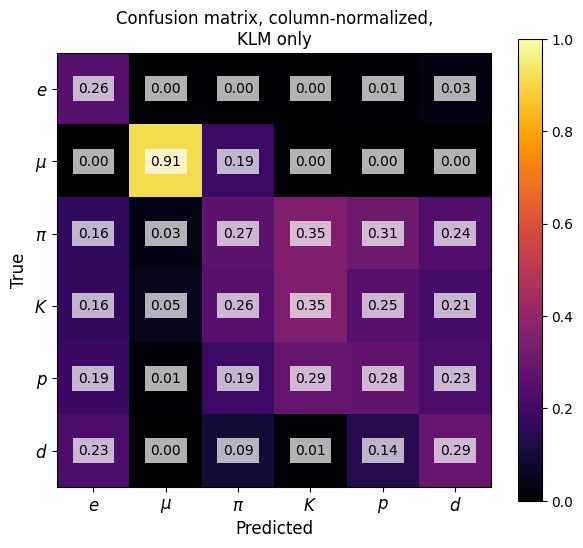 Confusion matrix, column-normalized,
KLM only
True
e 0.26 0.00 0.00 0.00 0.01 0.03
μ 0.00 0.91 0.19 0.00 0.00 0.00
π 0.16 0.03 0.27 0.35 0.31 0.24
K 0.16 0.05 0.26 0.35 0.25 0.21
p 0.19 0.01 0.19 0.29 0.28 0.23
d 0.23 0.00 0.09 0.01 0.14 0.29
e μ π K p d
Predicted
1.0
0.8
0.6
0.4
0.2
0.0